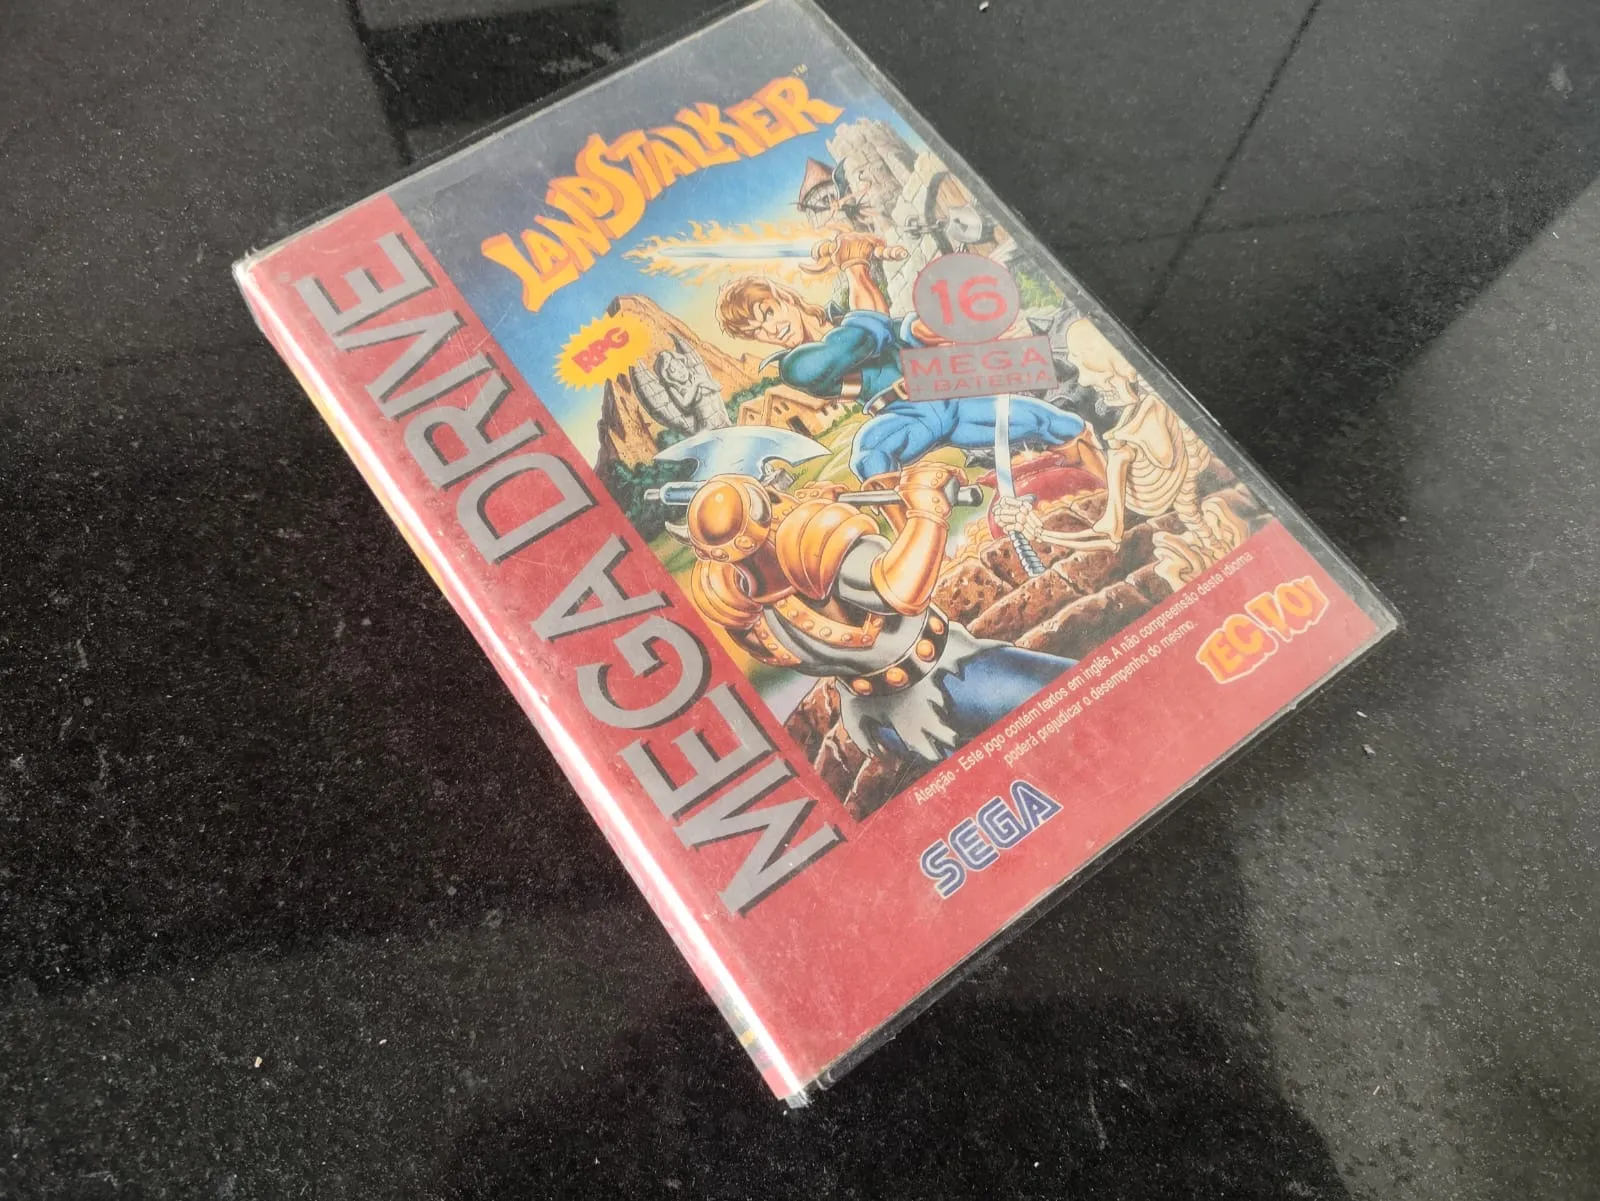 LANDSTALKER™
RPG
16
MEGA
+ BATERIA
MEGA DRIVE
Atenção - Este jogo contém textos em inglês. A não compreensão deste idioma
poderá prejudicar o desempenho do mesmo.
TEC TOY
SEGA